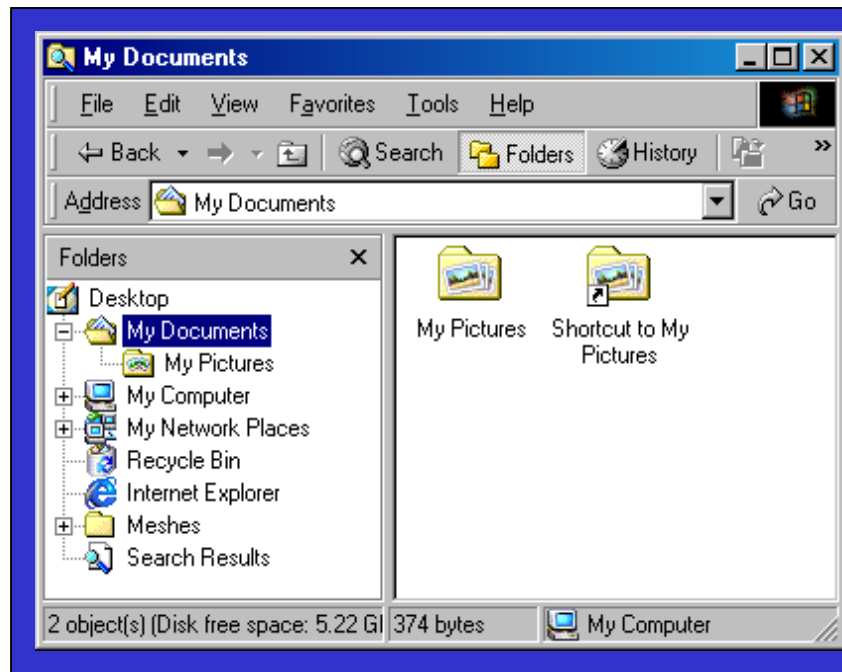 My Documents
File Edit View Favorites Tools Help
Back Search Folders History »
Address My Documents Go
Folders
Desktop
My Documents
My Pictures
My Computer
My Network Places
Recycle Bin
Internet Explorer
Meshes
Search Results
My Pictures
Shortcut to My
Pictures
2 object(s) (Disk free space: 5.22 G 374 bytes My Computer